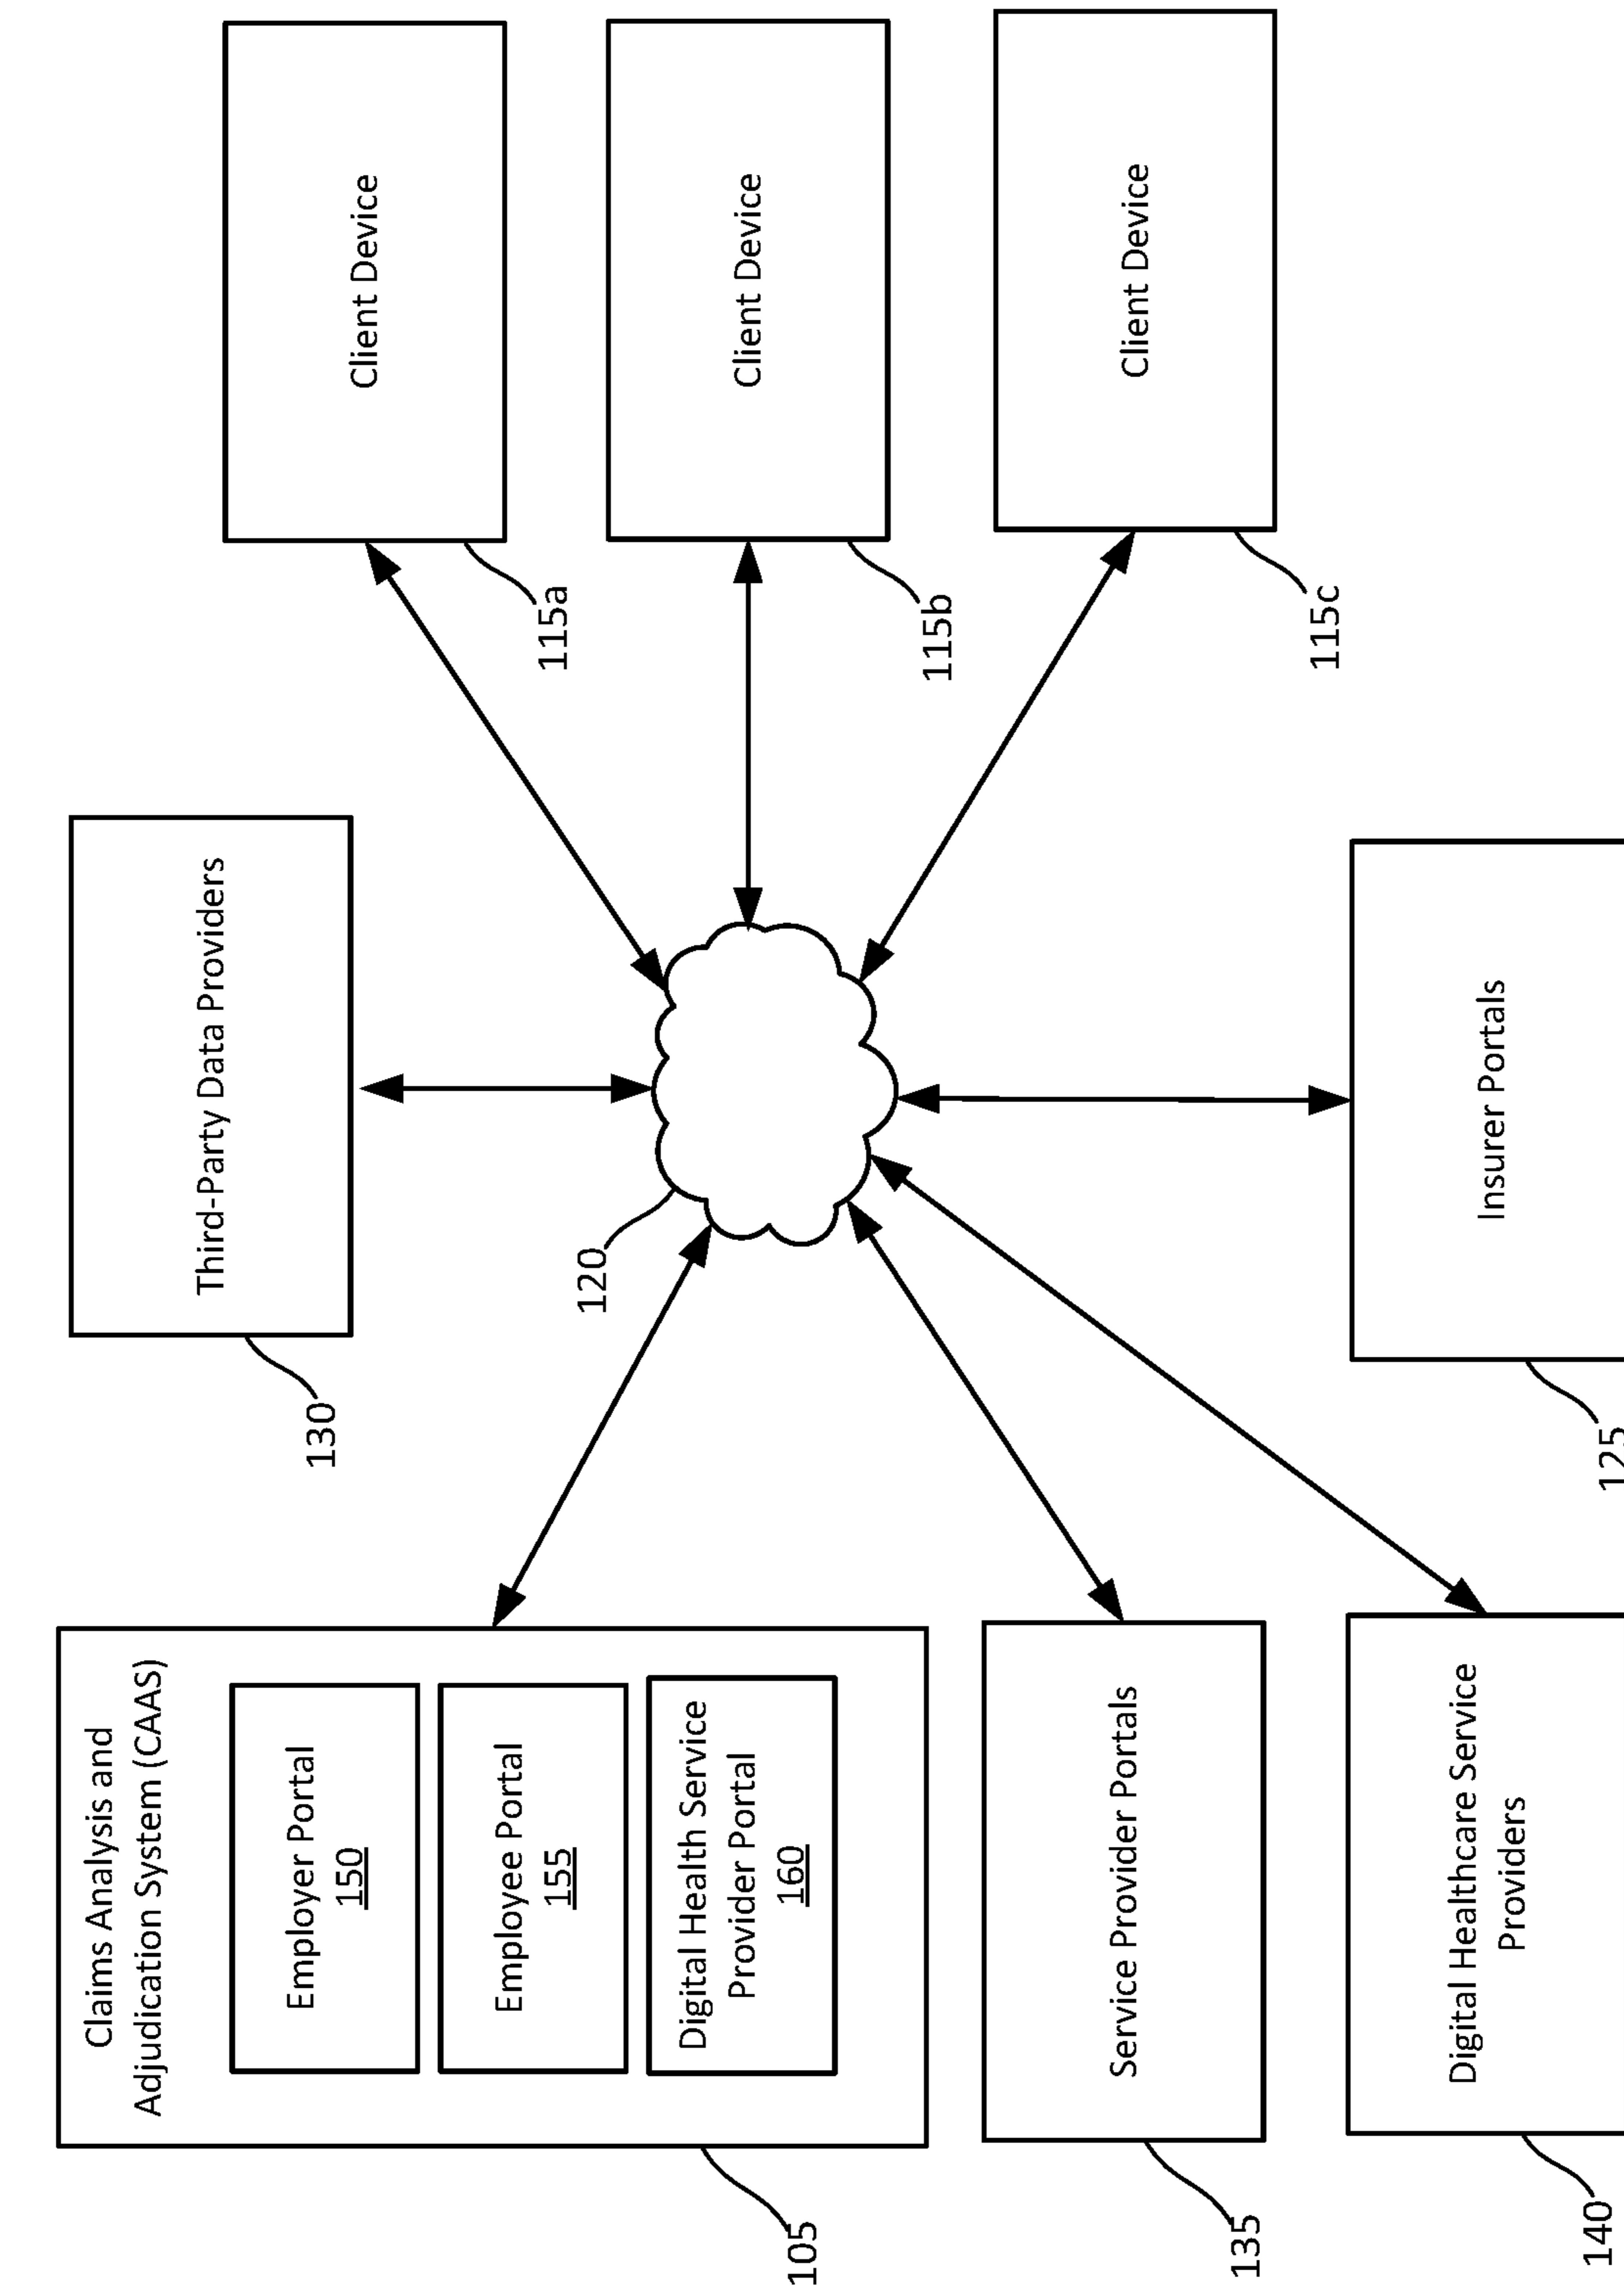 Claims Analysis and
Adjudication System (CAAS)
Employer Portal
150
Employee Portal
155
Digital Health Service
Provider Portal
160
105
Service Provider Portals
135
Digital Healthcare Service
Providers
140
Third-Party Data Providers
130
120
Insurer Portals
125
Client Device
115a
Client Device
115b
Client Device
115c